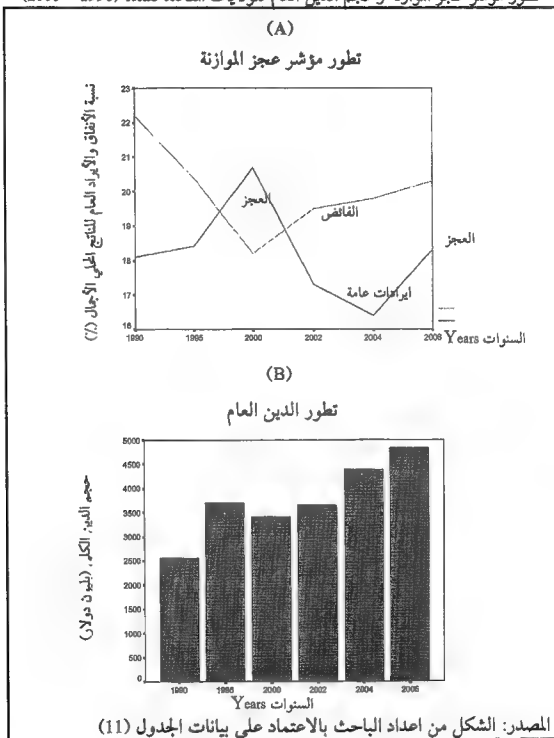 (A)
تطور مؤشر عجز الموازنة
نسبة الأنفاق والأيراد العام للناتج المحلي الأجمالي (٪)
23
22
21
20
19
18
17
16
العجز
الفائض
العجز
ايرادات عامة
1990 1995 2000 2002 2004 2006
السنوات Years
(B)
تطور الدين العام
حجم الدين الكلي (بليون دولار)
5000
4500
4000
3500
3000
2500
2000
1500
1000
500
0
1990 1995 2000 2002 2004 2006
السنوات Years
المصدر: الشكل من اعداد الباحث بالاعتماد على بيانات الجدول (11)